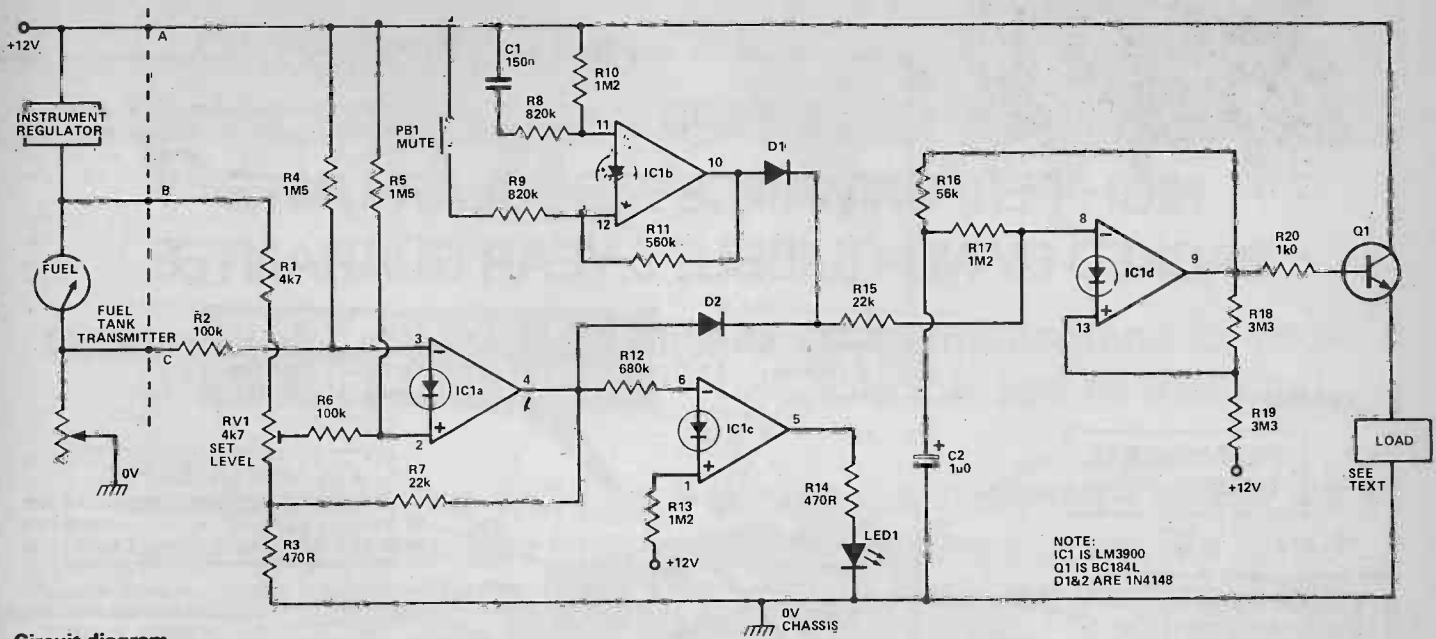 +12V
A
INSTRUMENT
REGULATOR
B
FUEL
FUEL
TANK
TRANSMITTER
C
0V
R1
4k7
R2
100k
RV1
4k7
SET
LEVEL
R3
470R
R4
1M5
R5
1M5
R6
100k
R7
22k
3
2
4
-
+
IC1a
PB1
MUTE
C1
150n
R8
820k
R9
820k
R10
1M2
11
12
10
-
+
IC1b
R11
560k
D1
D2
R12
680k
6
1
5
-
+
IC1c
R13
1M2
+12V
R14
470R
LED1
0V
CHASSIS
R15
22k
R16
56k
R17
1M2
+
C2
1u0
8
13
9
-
+
IC1d
R18
3M3
R19
3M3
+12V
R20
1k0
Q1
LOAD
SEE
TEXT
NOTE:
IC1 IS LM3900
Q1 IS BC184L
D1&2 ARE 1N4148
Circuit diagram